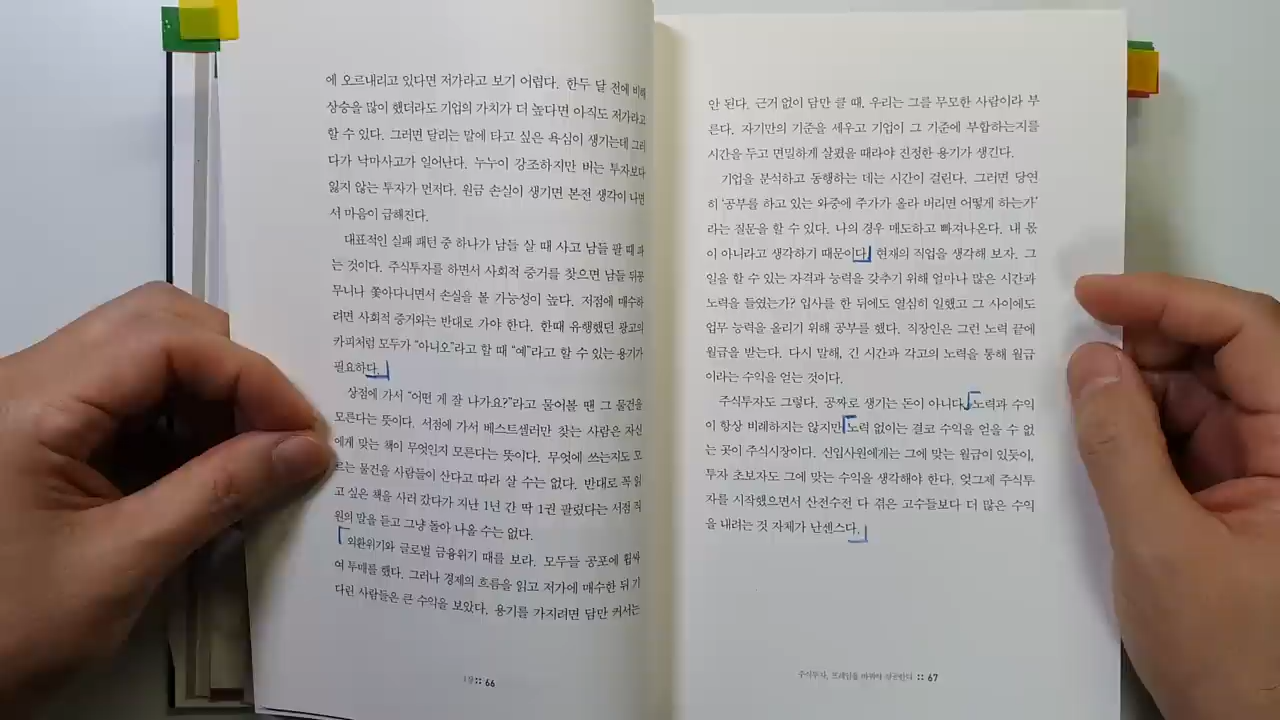 에 오르내리고 있다면 저가라고 보기 어렵다. 한두 달 전에 비해
상승을 많이 했더라도 기업의 가치가 더 높다면 아직도 저가라고
할 수 있다. 그러면 달리는 말에 타고 싶은 욕심이 생기는데 그러
다가 낙마사고가 일어난다. 누누이 강조하지만 버는 투자보다
잃지 않는 투자가 먼저다. 원금 손실이 생기면 본전 생각이 나면
서 마음이 급해진다.
대표적인 실패 패턴 중 하나가 남들 살 때 사고 남들 팔 때 파
는 것이다. 주식투자를 하면서 사회적 증거를 찾으면 남들 뒤꽁
무니나 쫓아다니면서 손실을 볼 가능성이 높다. 저점에 매수하
려면 사회적 증거와는 반대로 가야 한다. 한때 유행했던 광고의
카피처럼 모두가 “아니오”라고 할 때 “예”라고 할 수 있는 용기가
필요하다.
상점에 가서 “어떤 게 잘 나가요?”라고 물어볼 땐 그 물건을
모른다는 뜻이다. 서점에 가서 베스트셀러만 찾는 사람은 자신
에게 맞는 책이 무엇인지 모른다는 뜻이다. 무엇에 쓰는지도 모
르는 물건을 사람들이 산다고 따라 살 수는 없다. 반대로 꼭 읽
고 싶은 책을 사러 갔다가 지난 1년 간 딱 1권 팔렸다는 서점 직
원의 말을 듣고 그냥 돌아 나올 수는 없다.
외환위기와 글로벌 금융위기 때를 보라. 모두들 공포에 휩싸
여 투매를 했다. 그러나 경제의 흐름을 읽고 저가에 매수한 뒤 기
다린 사람들은 큰 수익을 보았다. 용기를 가지려면 담만 커서는
1장 :: 66
안 된다. 근거 없이 담만 클 때, 우리는 그를 무모한 사람이라 부
른다. 자기만의 기준을 세우고 기업이 그 기준에 부합하는지를
시간을 두고 면밀하게 살폈을 때라야 진정한 용기가 생긴다.
기업을 분석하고 동행하는 데는 시간이 걸린다. 그러면 당연
히 ‘공부를 하고 있는 와중에 주가가 올라 버리면 어떻게 하는가’
라는 질문을 할 수 있다. 나의 경우 메도하고 빠져나온다. 내 몫
이 아니라고 생각하기 때문이다. 현재의 직업을 생각해 보자. 그
일을 할 수 있는 자격과 능력을 갖추기 위해 얼마나 많은 시간과
노력을 들였는가? 입사를 한 뒤에도 열심히 일했고 그 사이에도
업무 능력을 올리기 위해 공부를 했다. 직장인은 그런 노력 끝에
월급을 받는다. 다시 말해, 긴 시간과 각고의 노력을 통해 월급
이라는 수익을 얻는 것이다.
주식투자도 그렇다. 공짜로 생기는 돈이 아니다. 노력과 수익
이 항상 비례하지는 않지만 노력 없이는 결코 수익을 얻을 수 없
는 곳이 주식시장이다. 신입사원에게는 그에 맞는 월급이 있듯이,
투자 초보자도 그에 맞는 수익을 생각해야 한다. 엊그제 주식투
자를 시작했으면서 산전수전 다 겪은 고수들보다 더 많은 수익
을 내려는 것 자체가 난센스다.
주식투자, 프레임을 바꿔야 성공한다 :: 67